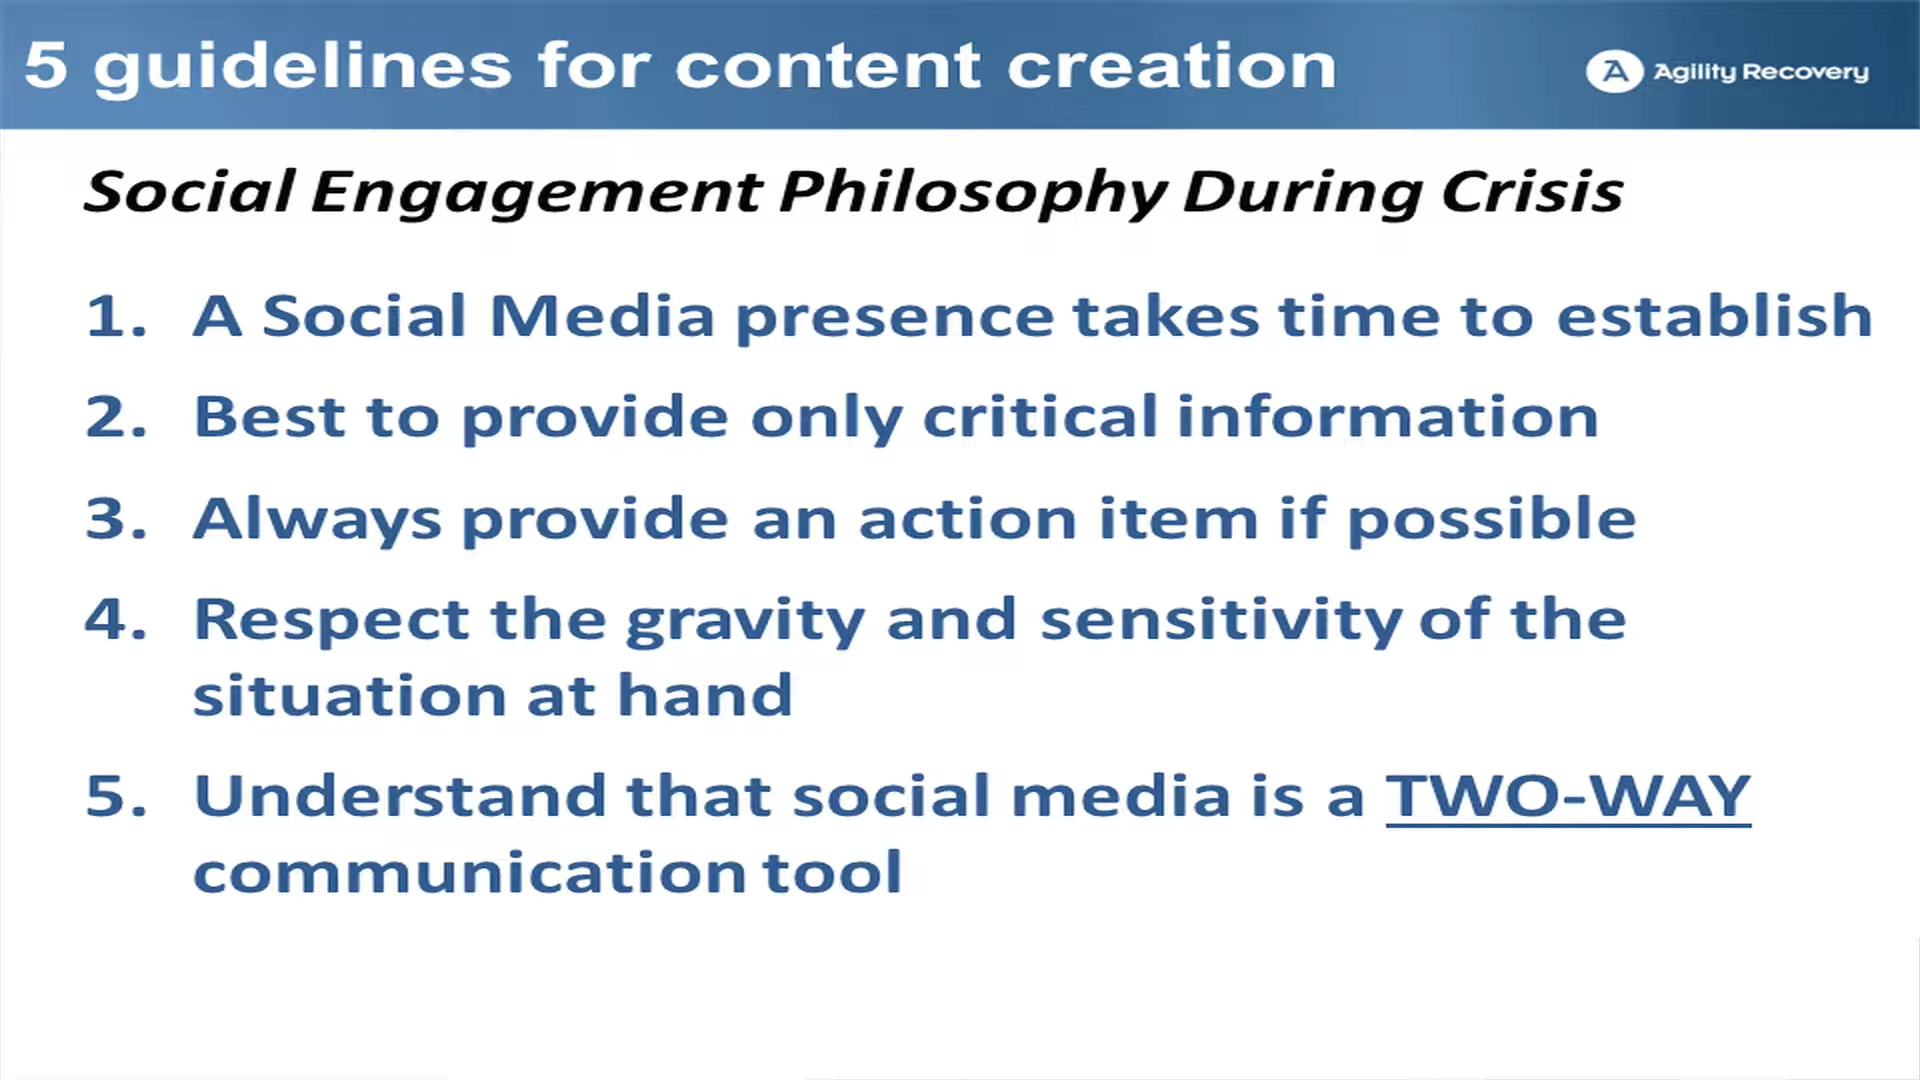 5 guidelines for content creation
Agility Recovery
Social Engagement Philosophy During Crisis
1. A Social Media presence takes time to establish
2. Best to provide only critical information
3. Always provide an action item if possible
4. Respect the gravity and sensitivity of the
situation at hand
5. Understand that social media is a TWO-WAY
communication tool